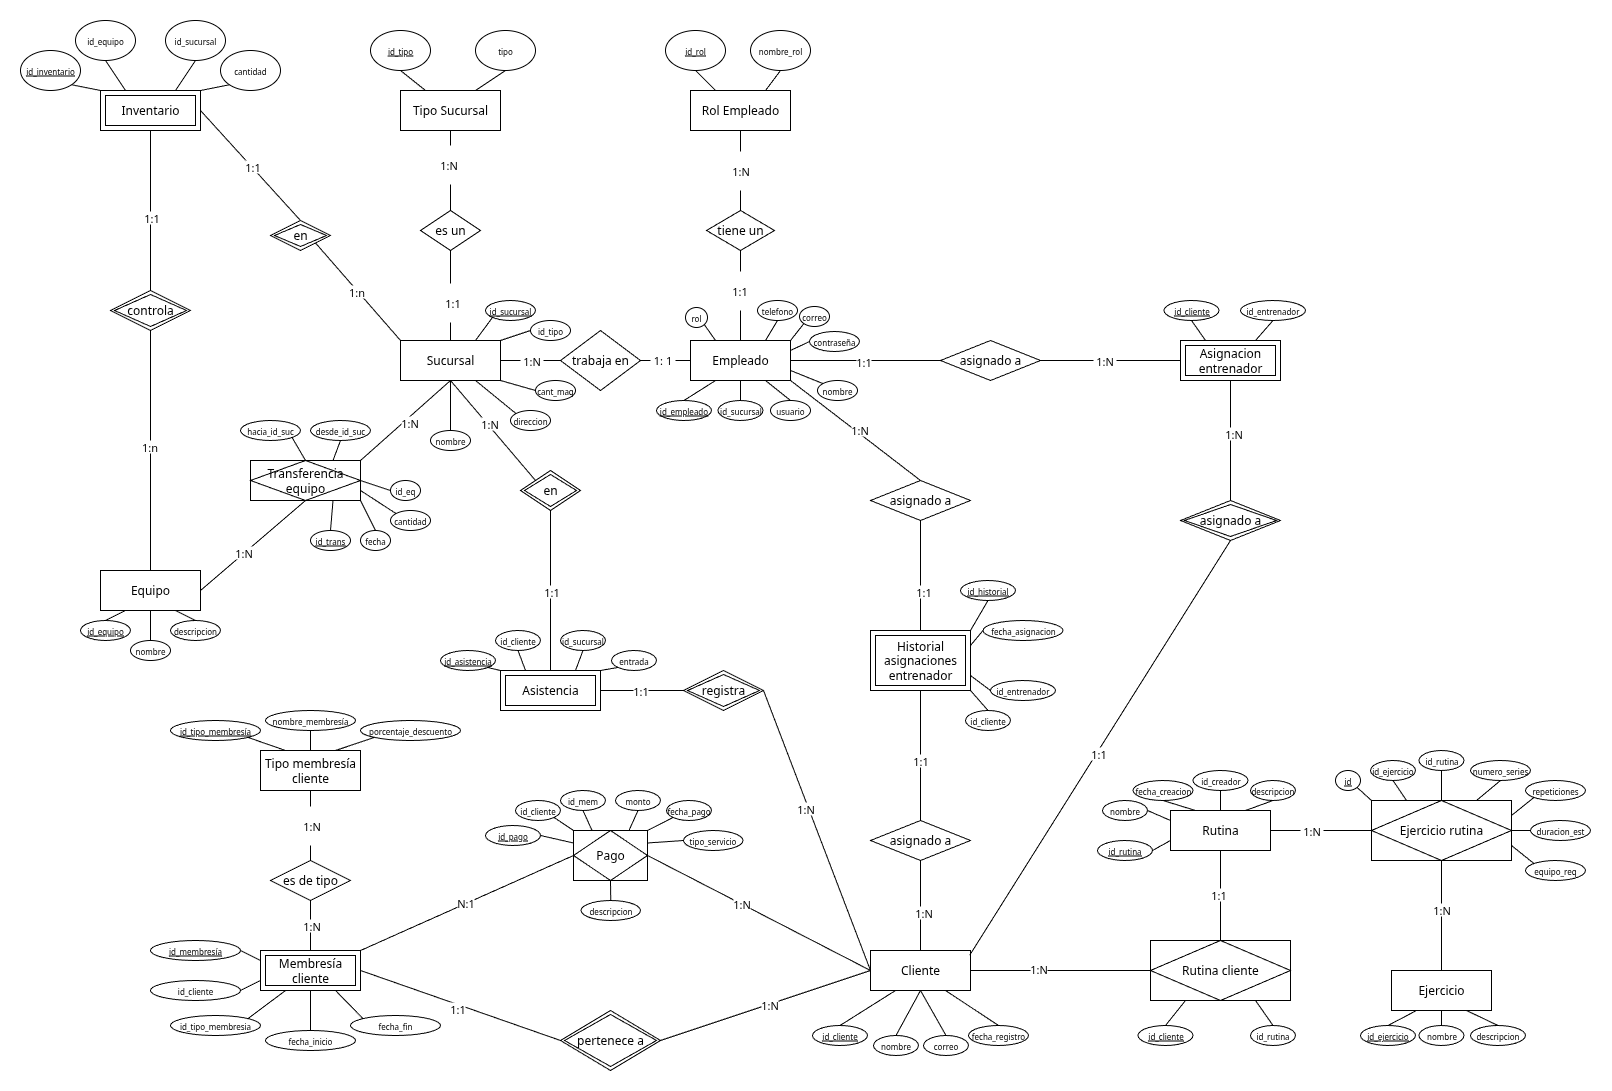 id_equipo
id_sucursal
id_inventario
cantidad
Inventario
id_tipo
tipo
Tipo Sucursal
id_rol
nombre_rol
Rol Empleado
1:1
1:N
1:N
1:1
en
es un
tiene un
1:n
1:1
1:1
controla
id_sucursal
id_tipo
Sucursal
1:N
trabaja en
1: 1
cant_maq
direccion
nombre
rol
telefono
correo
contraseña
Empleado
nombre
id_empleado
id_sucursal
usuario
1:1
asignado a
1:N
id_cliente
id_entrenador
Asignacion
entrenador
1:n
1:N
1:N
1:N
1:N
hacia_id_suc
desde_id_suc
Transferencia
equipo
id_eq
cantidad
id_trans
fecha
en
asignado a
asignado a
1:N
Equipo
id_equipo
descripcion
nombre
1:1
1:1
id_historial
fecha_asignacion
Historial
asignaciones
entrenador
id_entrenador
id_cliente
id_cliente
id_sucursal
id_asistencia
entrada
Asistencia
1:1
registra
nombre_membresía
id_tipo_membresía
porcentaje_descuento
Tipo membresía
cliente
1:N
1:1
1:1
1:N
es de tipo
1:N
id_cliente
id_mem
monto
fecha_pago
id_pago
tipo_servicio
Pago
descripcion
N:1
1:N
asignado a
1:N
fecha_creacion
id_creador
descripcion
nombre
Rutina
id_rutina
1:N
id
id_ejercicio
id_rutina
numero_series
repeticiones
Ejercicio rutina
duracion_est
equipo_req
1:1
1:N
id_membresía
Membresía
cliente
id_cliente
id_tipo_membresia
fecha_inicio
fecha_fin
1:1
pertenece a
1:N
Cliente
id_cliente
nombre
correo
fecha_registro
1:N
Rutina cliente
id_cliente
id_rutina
Ejercicio
id_ejercicio
nombre
descripcion